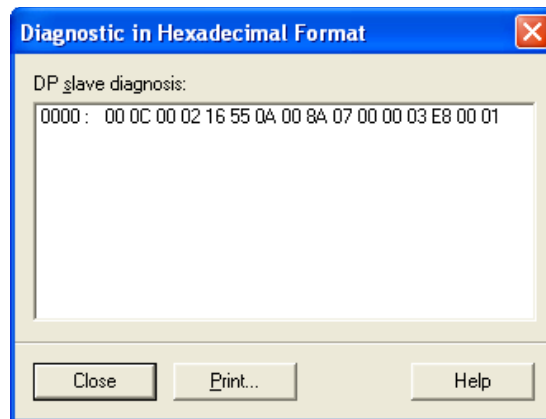 Diagnostic in Hexadecimal Format
DP slave diagnosis:
0000 : 00 0C 00 02 16 55 0A 00 8A 07 00 00 03 E8 00 01
Close Print... Help